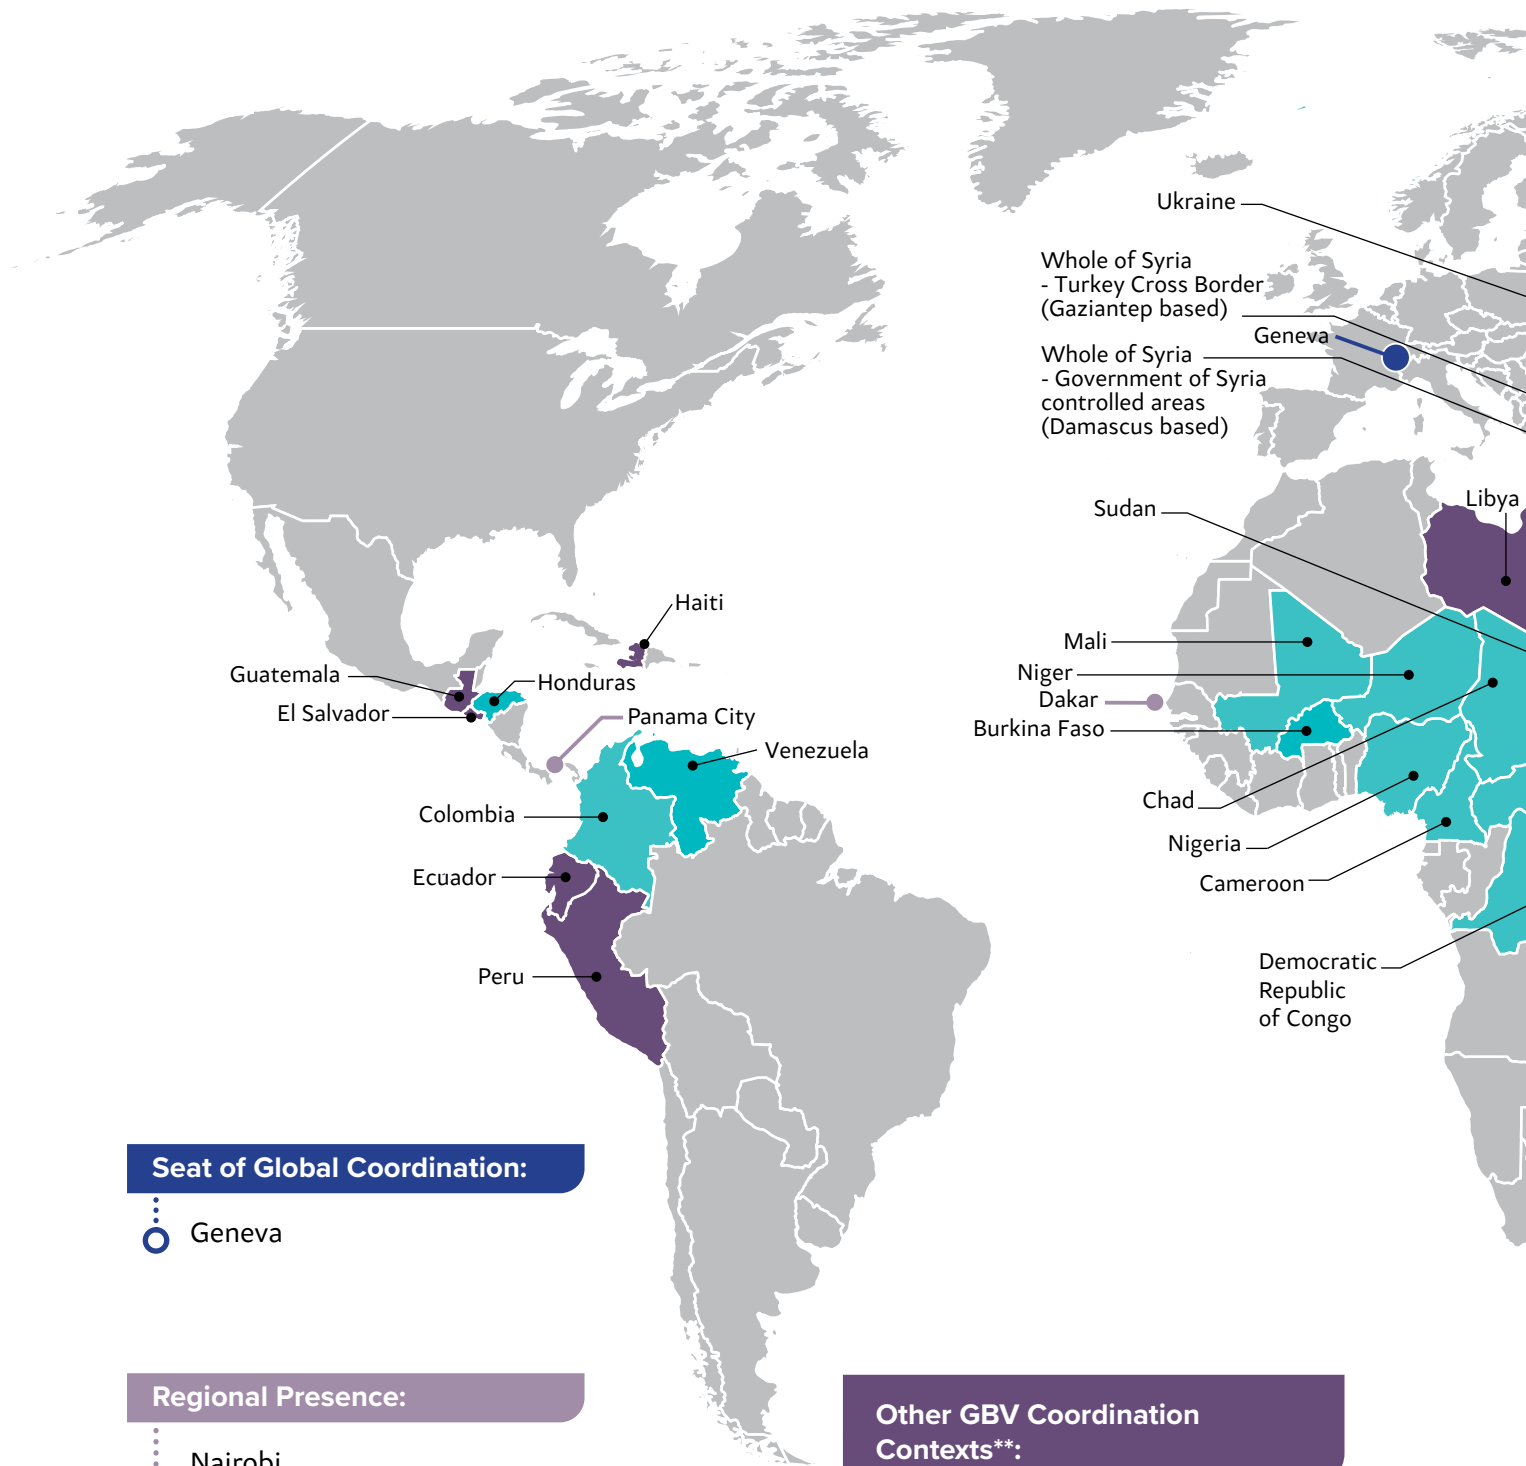 Ukraine
Whole of Syria
- Turkey Cross Border
(Gaziantep based)
Geneva
Whole of Syria
- Government of Syria
controlled areas
(Damascus based)
Sudan
Libya
Haiti
Guatemala
Honduras
El Salvador
Panama City
Venezuela
Colombia
Ecuador
Peru
Mali
Niger
Dakar
Burkina Faso
Chad
Nigeria
Cameroon
Democratic
Republic
of Congo
Seat of Global Coordination:
Geneva
Regional Presence:
Nairobi
Other GBV Coordination
Contexts**: